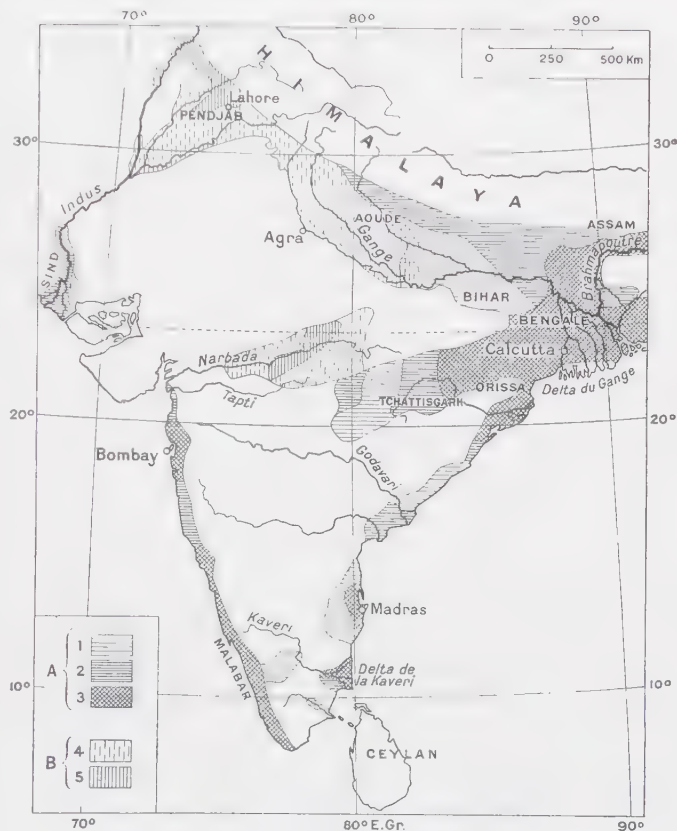 70°
80°
90°
0 250 500 Km
HIMALAYA
Lahore
PENDJAB
30°
30°
Indus
SIND
AOUDE
Gange
Agra
ASSAM
Brahmapoutre
BIHAR
BENGALE
Calcutta
Narbada
Tapti
TCHATTISGARH
ORISSA
Delta du Gange
20°
20°
Bombay
Godavari
Madras
Kaveri
MALABAR
Delta de
la Kaveri
10°
10°
CEYLAN
A
1
2
3
B
4
5
70°
80° E.Gr.
90°